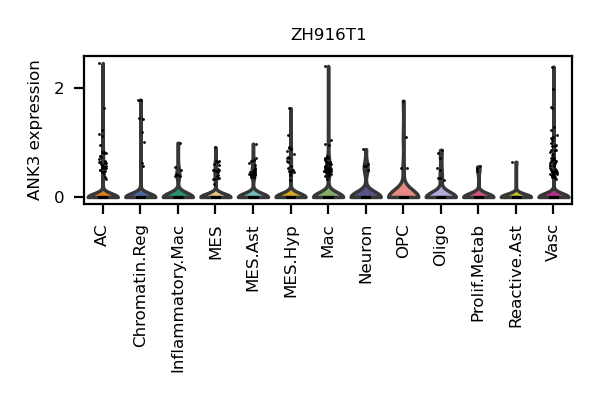 ZH916T1
ANK3 expression
2
0
AC
Chromatin.Reg
Inflammatory.Mac
MES
MES.Ast
MES.Hyp
Mac
Neuron
OPC
Oligo
Prolif.Metab
Reactive.Ast
Vasc